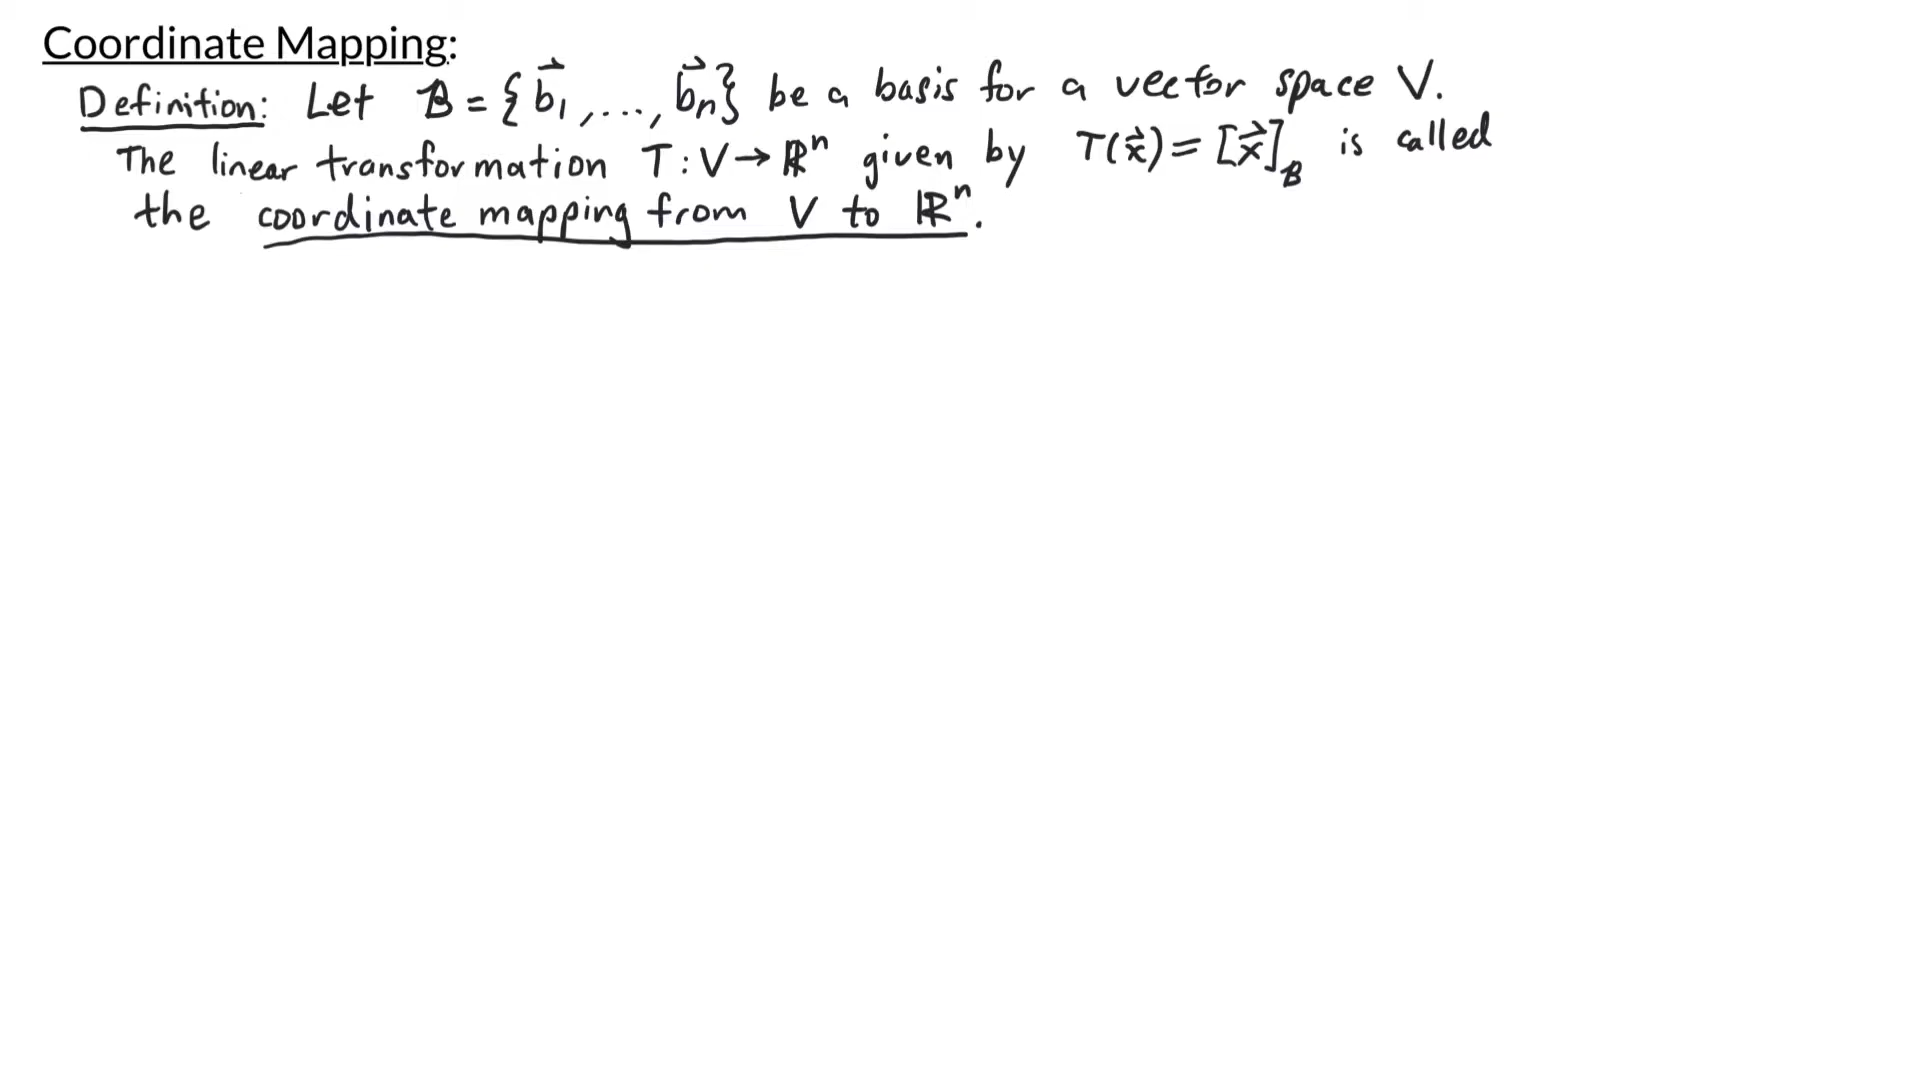 Coordinate Mapping:
Definition: Let ℬ = {b⃗₁, ..., b⃗ₙ} be a basis for a vector space V.
The linear transformation T : V → ℝⁿ given by T(x⃗) = [x⃗]_ℬ is called
the coordinate mapping from V to ℝⁿ.